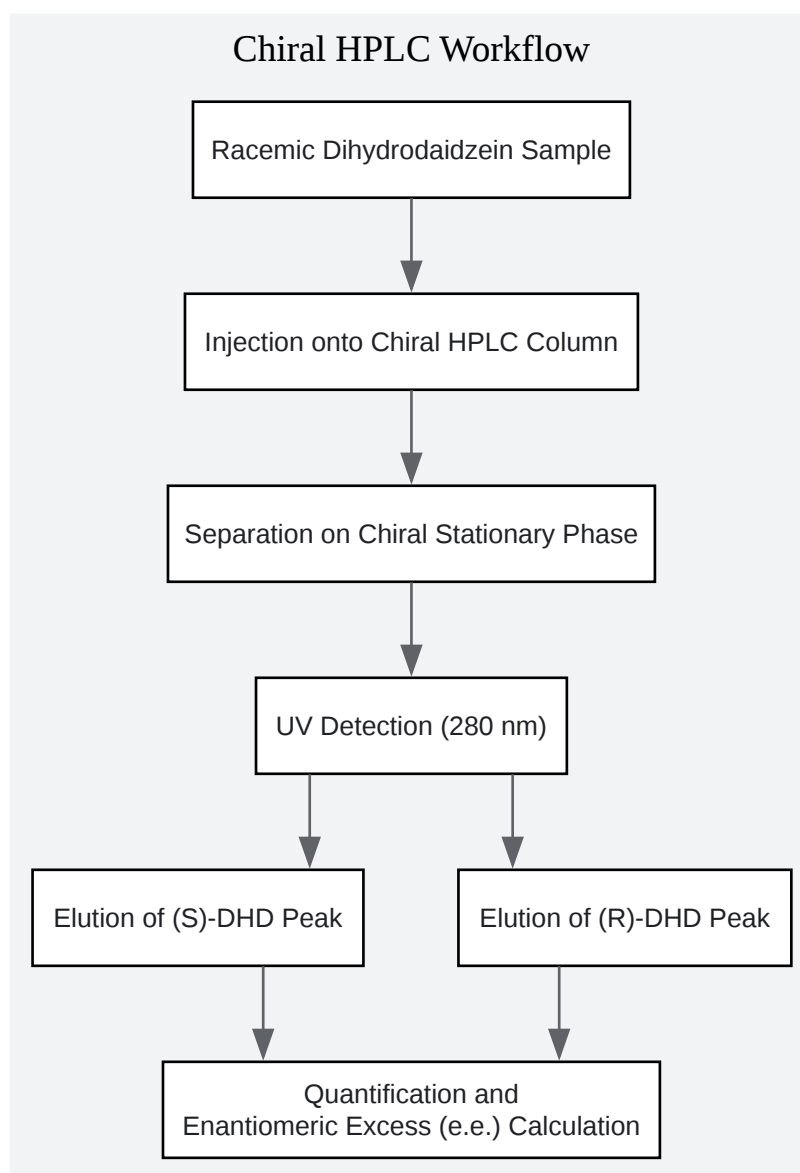 Chiral HPLC Workflow
Racemic Dihydrodaidzein Sample
Injection onto Chiral HPLC Column
Separation on Chiral Stationary Phase
UV Detection (280 nm)
Elution of (S)-DHD Peak
Elution of (R)-DHD Peak
Quantification and
Enantiomeric Excess (e.e.) Calculation